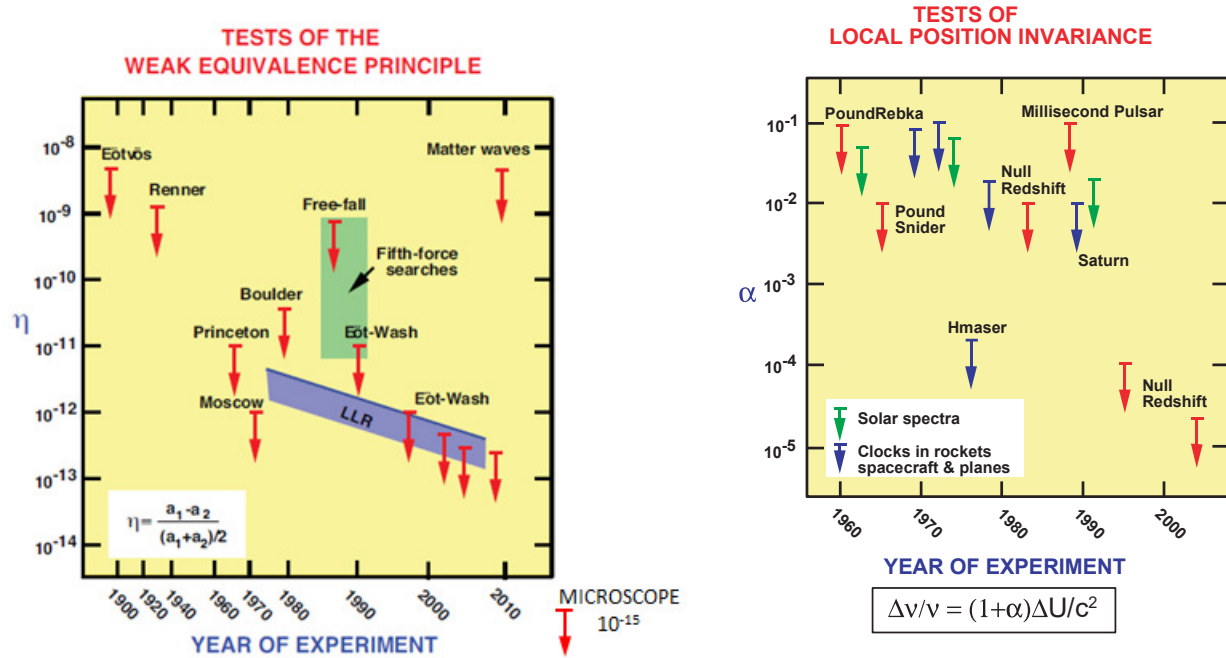 TESTS OF THE
WEAK EQUIVALENCE PRINCIPLE
η
10-8
10-9
10-10
10-11
10-12
10-13
10-14
Eötvös
Renner
Free-fall
Matter waves
Fifth-force
searches
Boulder
Princeton
Eöt-Wash
Moscow
Eöt-Wash
LLR
η= a1-a2
(a1+a2)/2
1900
1920
1940
1960
1970
1980
1990
2000
2010
YEAR OF EXPERIMENT
MICROSCOPE
10-15
TESTS OF
LOCAL POSITION INVARIANCE
α
10-1
10-2
10-3
10-4
10-5
PoundRebka
Millisecond Pulsar
Null
Redshift
Pound
Snider
Saturn
Hmaser
Null
Redshift
Solar spectra
Clocks in rockets
spacecraft & planes
1960
1970
1980
1990
2000
YEAR OF EXPERIMENT
Δν/ν = (1+α)ΔU/c2